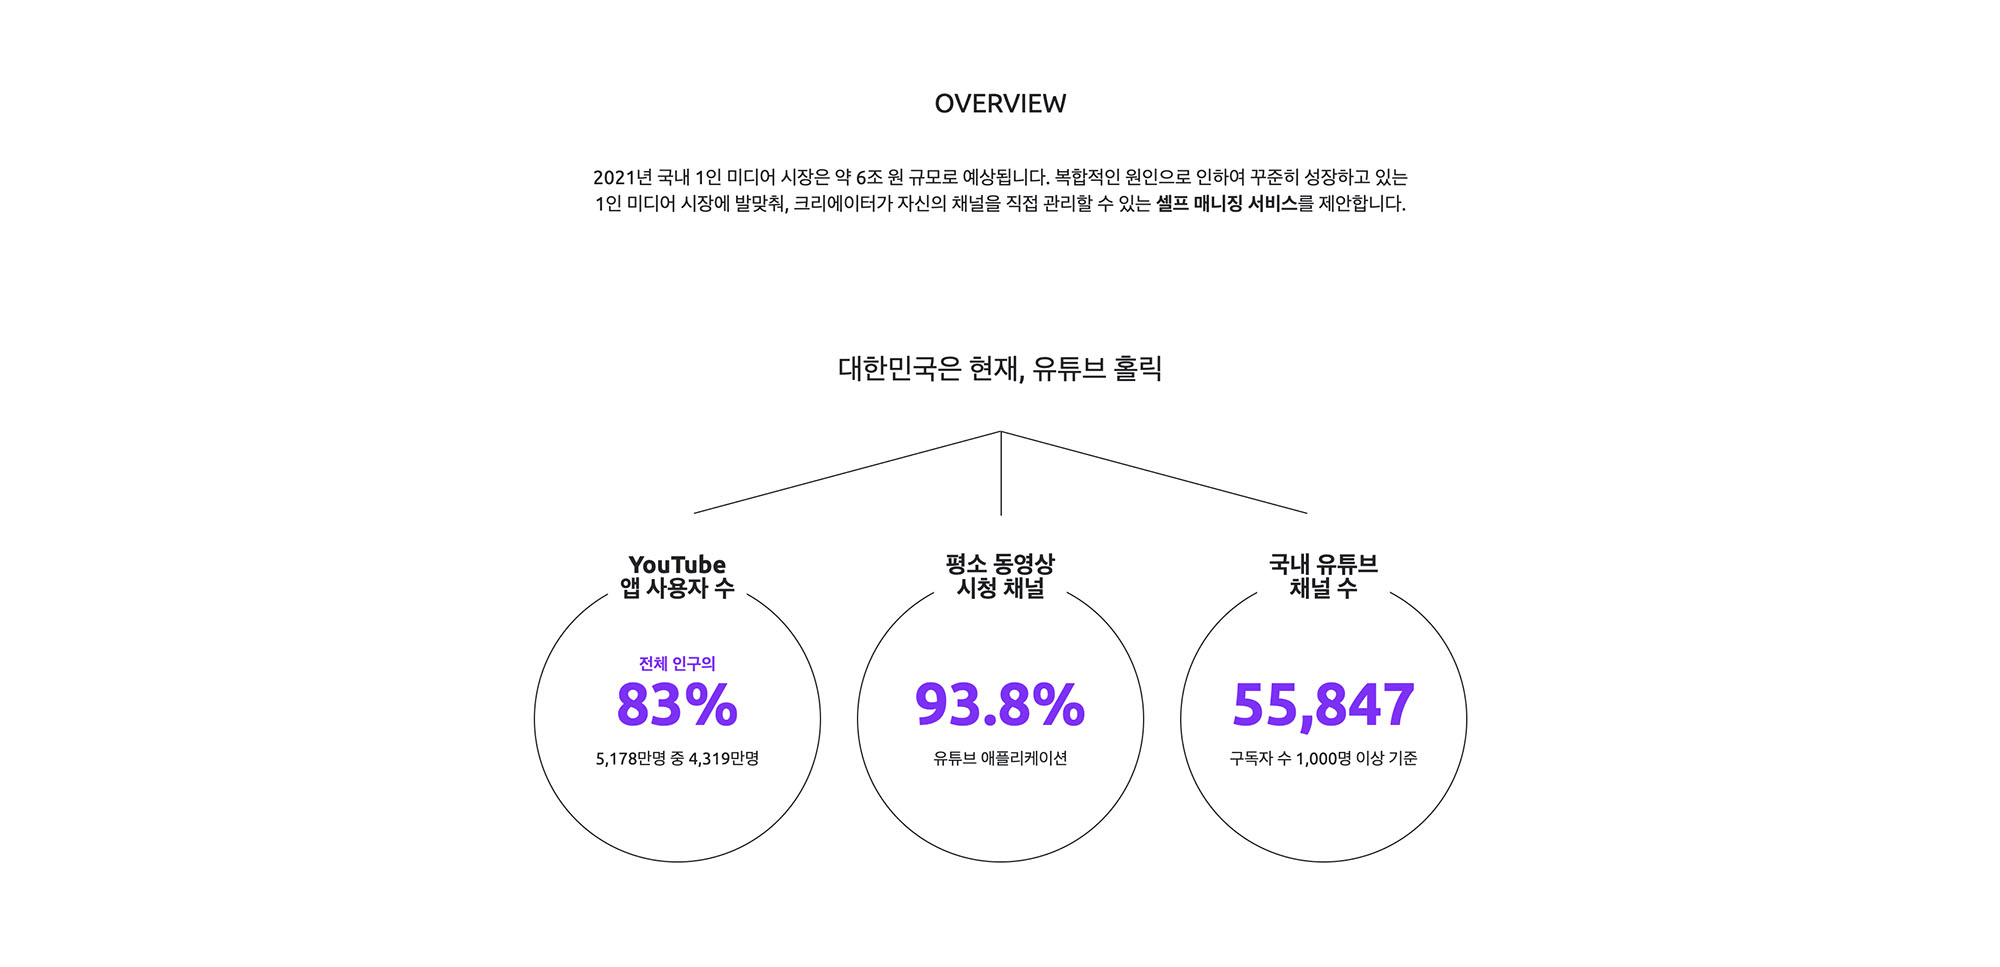 OVERVIEW
2021년 국내 1인 미디어 시장은 약 6조 원 규모로 예상됩니다. 복합적인 원인으로 인하여 꾸준히 성장하고 있는
1인 미디어 시장에 발맞춰, 크리에이터가 자신의 채널을 직접 관리할 수 있는 셀프 매니징 서비스를 제안합니다.
대한민국은 현재, 유튜브 홀릭
YouTube
앱 사용자 수
전체 인구의
83%
5,178만명 중 4,319만명
평소 동영상
시청 채널
93.8%
유튜브 애플리케이션
국내 유튜브
채널 수
55,847
구독자 수 1,000명 이상 기준